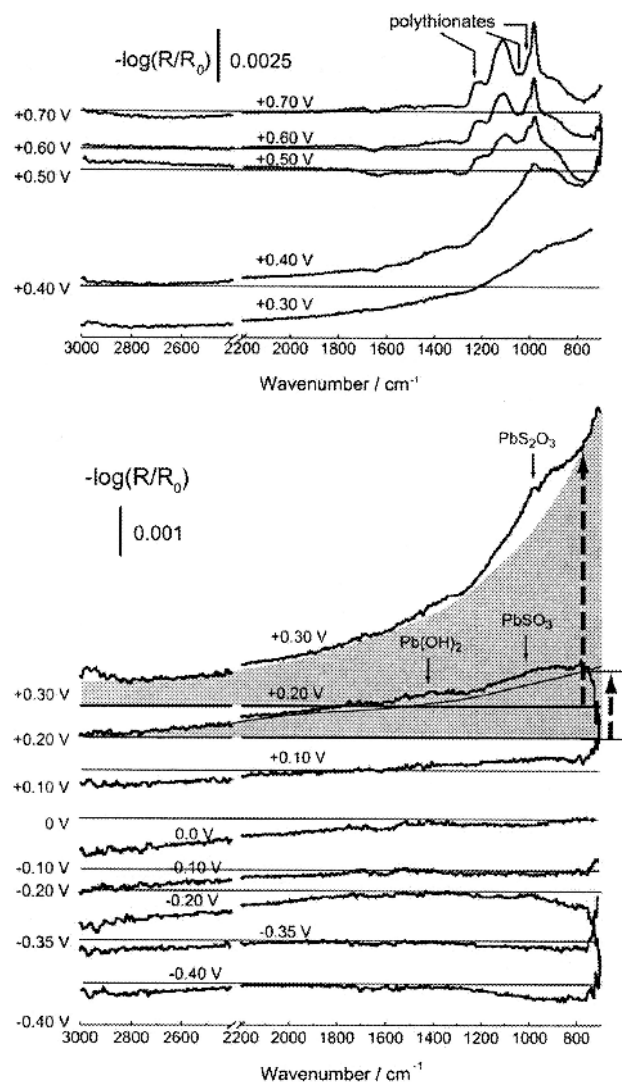 polythionates
-log(R/R0) 0.0025
+0.70 V
+0.70 V
+0.60 V
+0.60 V
+0.50 V
+0.50 V
+0.40 V
+0.40 V
+0.30 V
3000 2800 2600 2200 2000 1800 1600 1400 1200 1000 800
Wavenumber / cm-1
PbS2O3
-log(R/R0)
0.001
PbSO3
+0.30 V
Pb(OH)2
+0.30 V
+0.20 V
+0.20 V
+0.10 V
+0.10 V
0 V
0.0 V
-0.10 V
0.10 V
-0.20 V
-0.20 V
-0.35 V
-0.35 V
-0.40 V
-0.40 V
3000 2800 2600 22 2000 1800 1600 1400 1200 1000 800
Wavenumber / cm-1